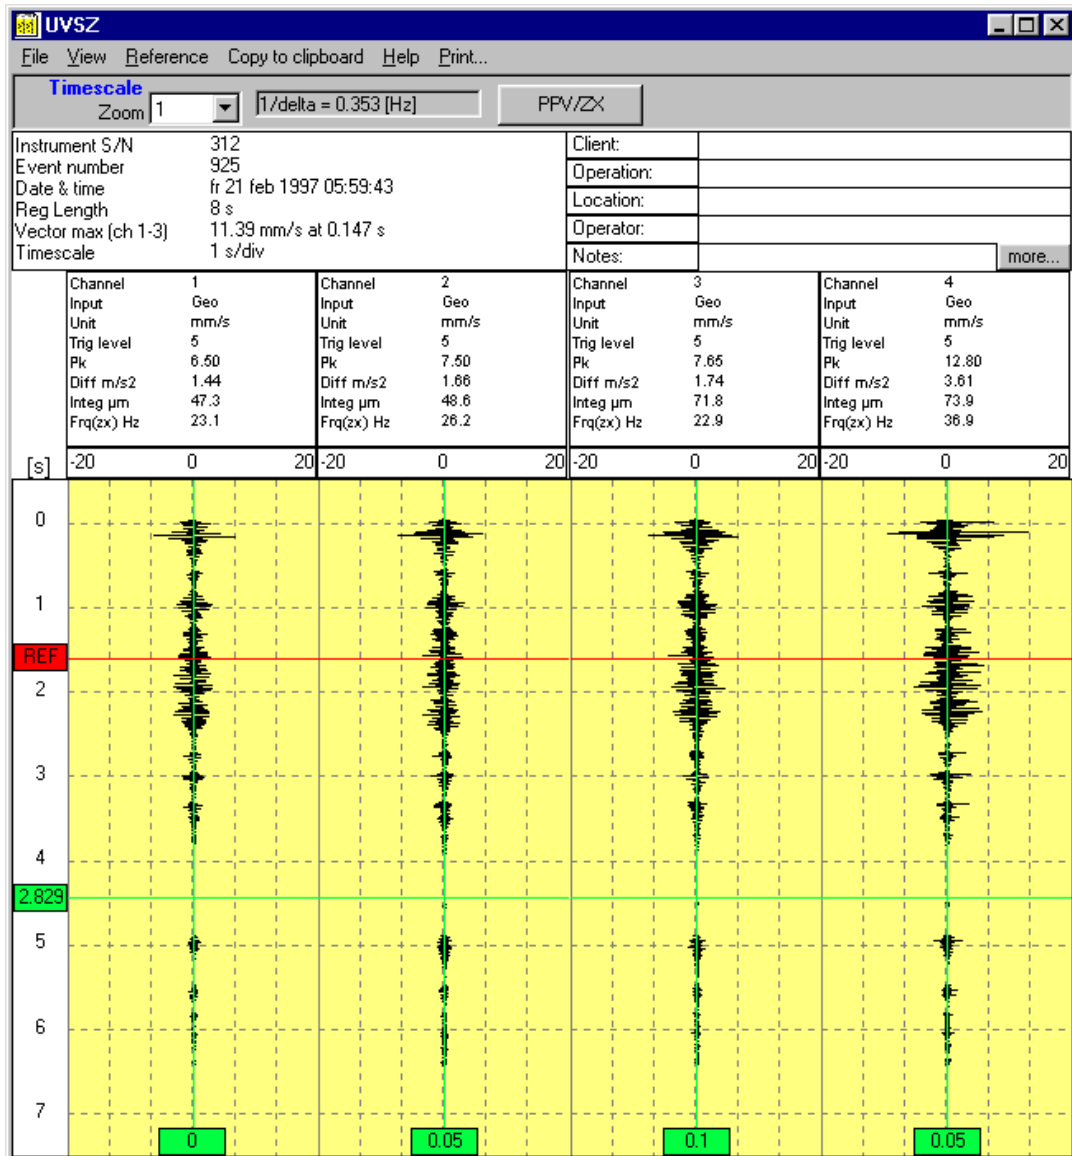 UVSZ
File View Reference Copy to clipboard Help Print...
Timescale
Zoom 1 1/delta = 0.353 [Hz] PPV/ZX
Instrument S/N 312
Event number 925
Date & time fr 21 feb 1997 05:59:43
Reg Length 8 s
Vector max (ch 1-3) 11.39 mm/s at 0.147 s
Timescale 1 s/div
Client:
Operation:
Location:
Operator:
Notes: more...
Channel 1 Channel 2 Channel 3 Channel 4
Input Geo Input Geo Input Geo Input Geo
Unit mm/s Unit mm/s Unit mm/s Unit mm/s
Trig level 5 Trig level 5 Trig level 5 Trig level 5
Pk 6.50 Pk 7.50 Pk 7.65 Pk 12.80
Diff m/s2 1.44 Diff m/s2 1.66 Diff m/s2 1.74 Diff m/s2 3.61
Integ µm 47.3 Integ µm 48.6 Integ µm 71.8 Integ µm 73.9
Frq(zx) Hz 23.1 Frq(zx) Hz 26.2 Frq(zx) Hz 22.9 Frq(zx) Hz 36.9
[s] -20 0 20 -20 0 20 -20 0 20 -20 0 20
0
1
REF
2
3
4
2.829
5
6
7
0 0.05 0.1 0.05